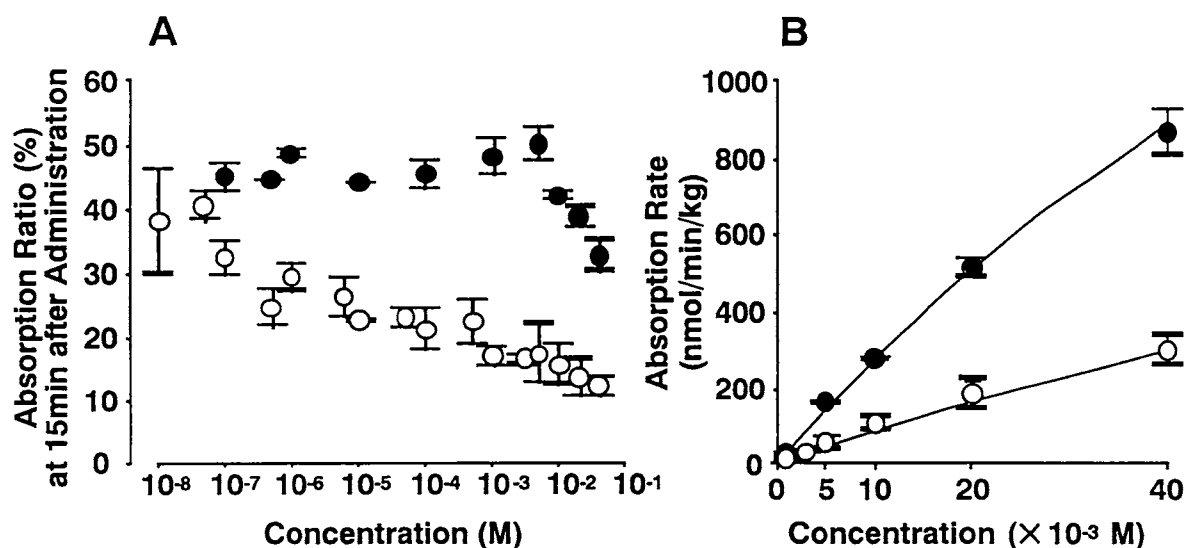 A
Absorption Ratio (%)
at 15min after Administration
60
50
40
30
20
10
0
10-8 10-7 10-6 10-5 10-4 10-3 10-2 10-1
Concentration (M)
B
Absorption Rate
(nmol/min/kg)
1000
800
600
400
200
0
0 5 10 20 40
Concentration (× 10-3 M)